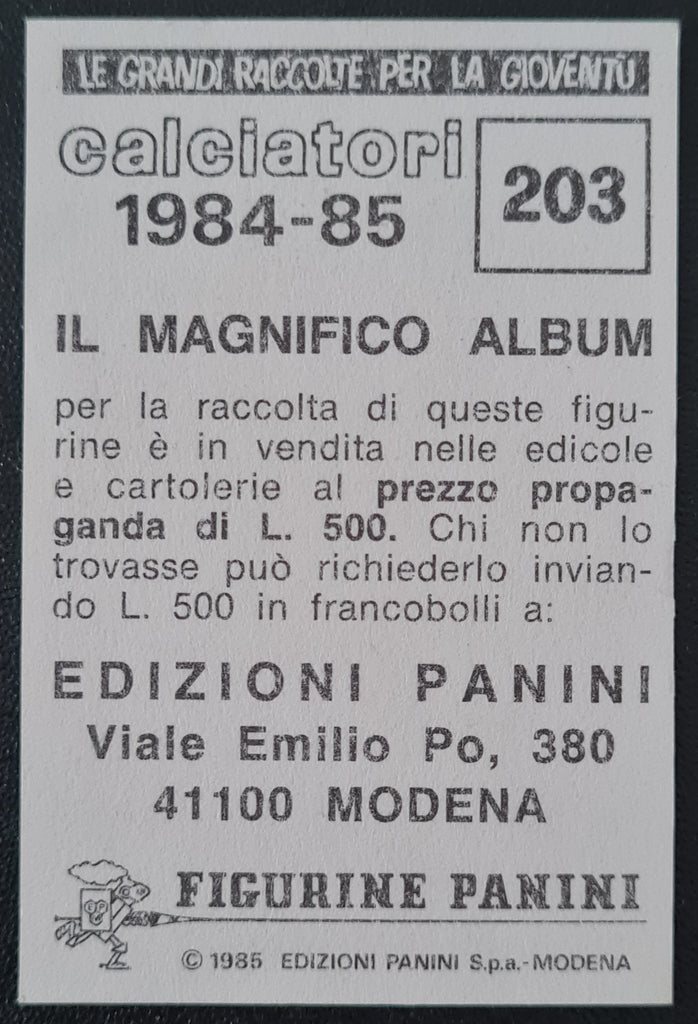 LE GRANDI RACCOLTE PER LA GIOVENTÙ
calciatori
1984-85
203
IL MAGNIFICO ALBUM
per la raccolta di queste figu-
rine è in vendita nelle edicole
e cartolerie al prezzo propa-
ganda di L. 500. Chi non lo
trovasse può richiederlo invian-
do L. 500 in francobolli a:
EDIZIONI PANINI
Viale Emilio Po, 380
41100 MODENA
FIGURINE PANINI
© 1985 EDIZIONI PANINI S.p.a.-MODENA